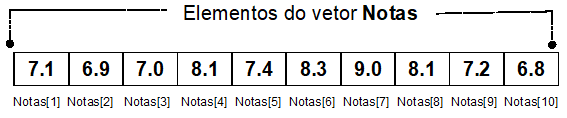 Elementos do vetor Notas
7.1 6.9 7.0 8.1 7.4 8.3 9.0 8.1 7.2 6.8
Notas[1] Notas[2] Notas[3] Notas[4] Notas[5] Notas[6] Notas[7] Notas[8] Notas[9] Notas[10]